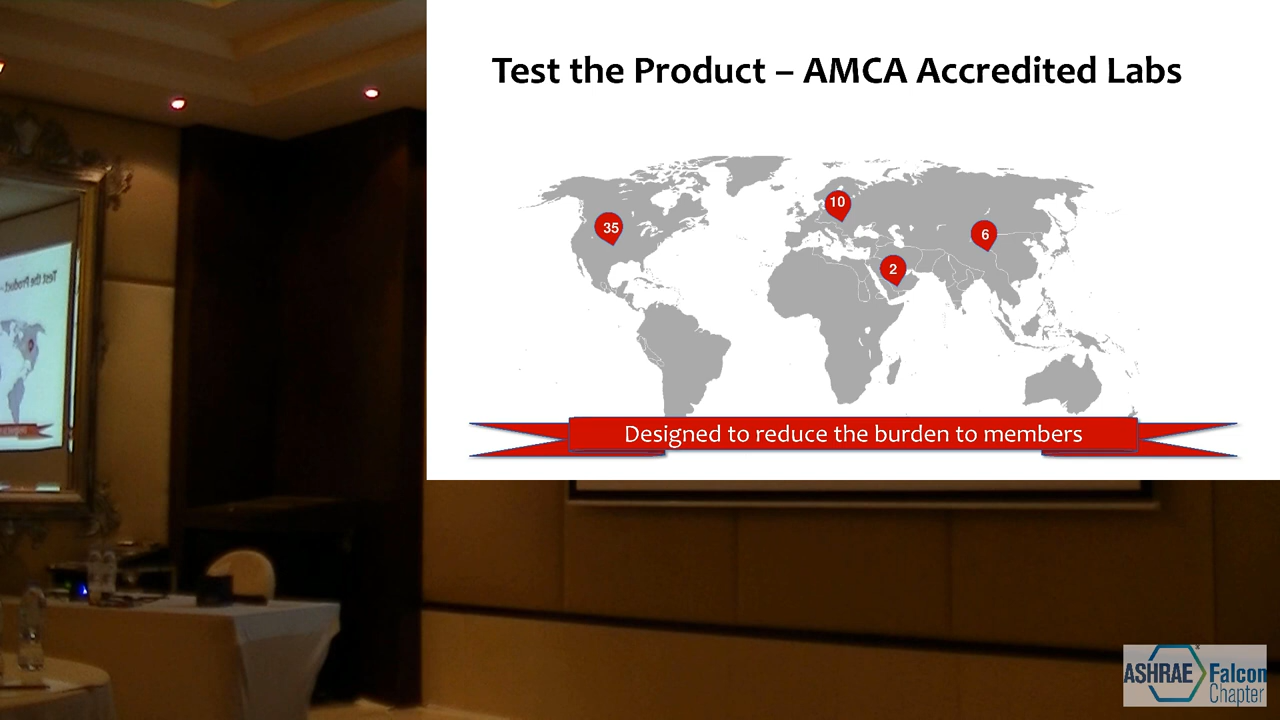 Test the Product – AMCA Accredited Labs
35
10
6
2
Designed to reduce the burden to members
ASHRAE Falcon
Chapter